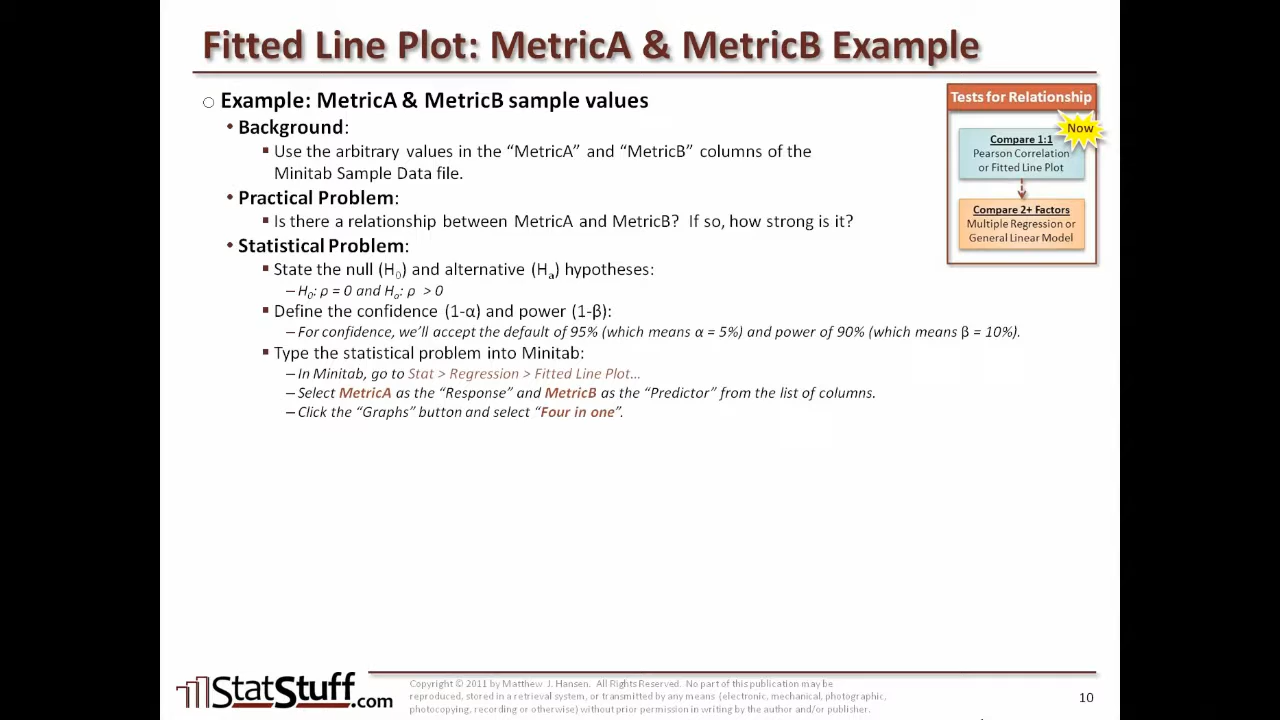 Fitted Line Plot: MetricA & MetricB Example
○ Example: MetricA & MetricB sample values
• Background:
▪ Use the arbitrary values in the “MetricA” and “MetricB” columns of the
Minitab Sample Data file.
• Practical Problem:
▪ Is there a relationship between MetricA and MetricB? If so, how strong is it?
• Statistical Problem:
▪ State the null (H0) and alternative (Ha) hypotheses:
– H0: ρ = 0 and Ha: ρ > 0
▪ Define the confidence (1-α) and power (1-β):
– For confidence, we’ll accept the default of 95% (which means α = 5%) and power of 90% (which means β = 10%).
▪ Type the statistical problem into Minitab:
– In Minitab, go to Stat > Regression > Fitted Line Plot…
– Select MetricA as the “Response” and MetricB as the “Predictor” from the list of columns.
– Click the “Graphs” button and select “Four in one”.
Tests for Relationship
Now
Compare 1:1
Pearson Correlation
or Fitted Line Plot
Compare 2+ Factors
Multiple Regression or
General Linear Model
StatStuff.com
Copyright © 2011 by Matthew J. Hansen. All Rights Reserved. No part of this publication may be
reproduced, stored in a retrieval system, or transmitted by any means (electronic, mechanical, photographic,
photocopying, recording or otherwise) without prior permission in writing by the author and/or publisher.
10